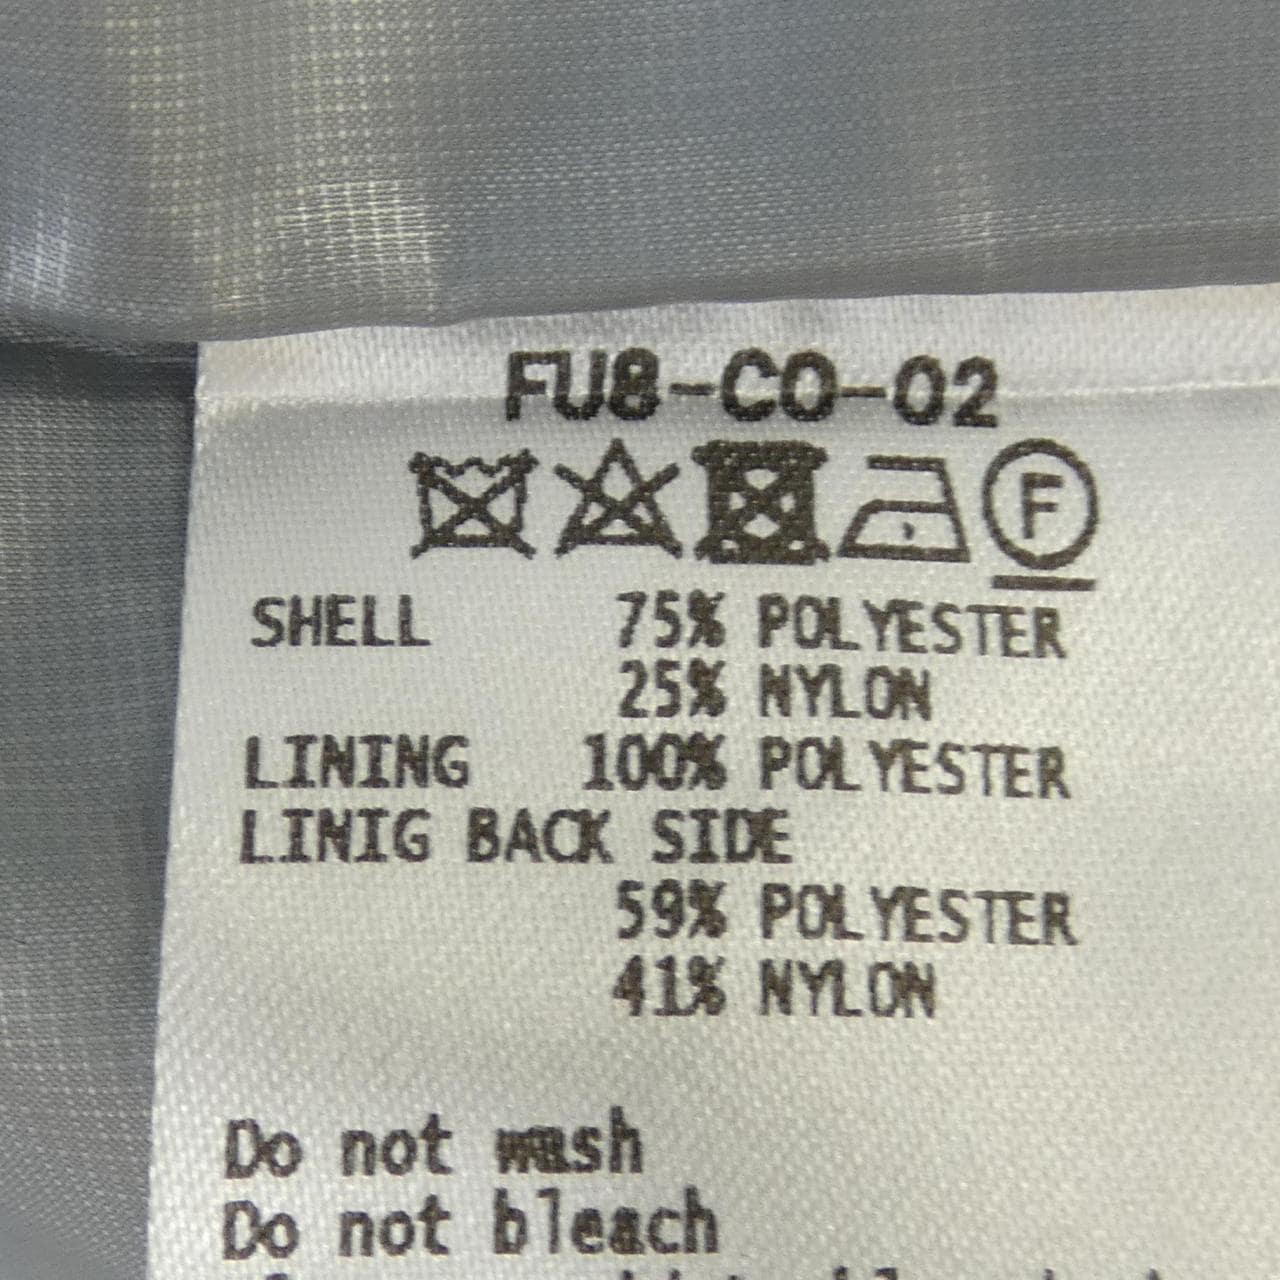 FU8-CO-02
F
SHELL 75% POLYESTER
25% NYLON
LINING 100% POLYESTER
LINIG BACK SIDE
59% POLYESTER
41% NYLON
Do not wash
Do not bleach